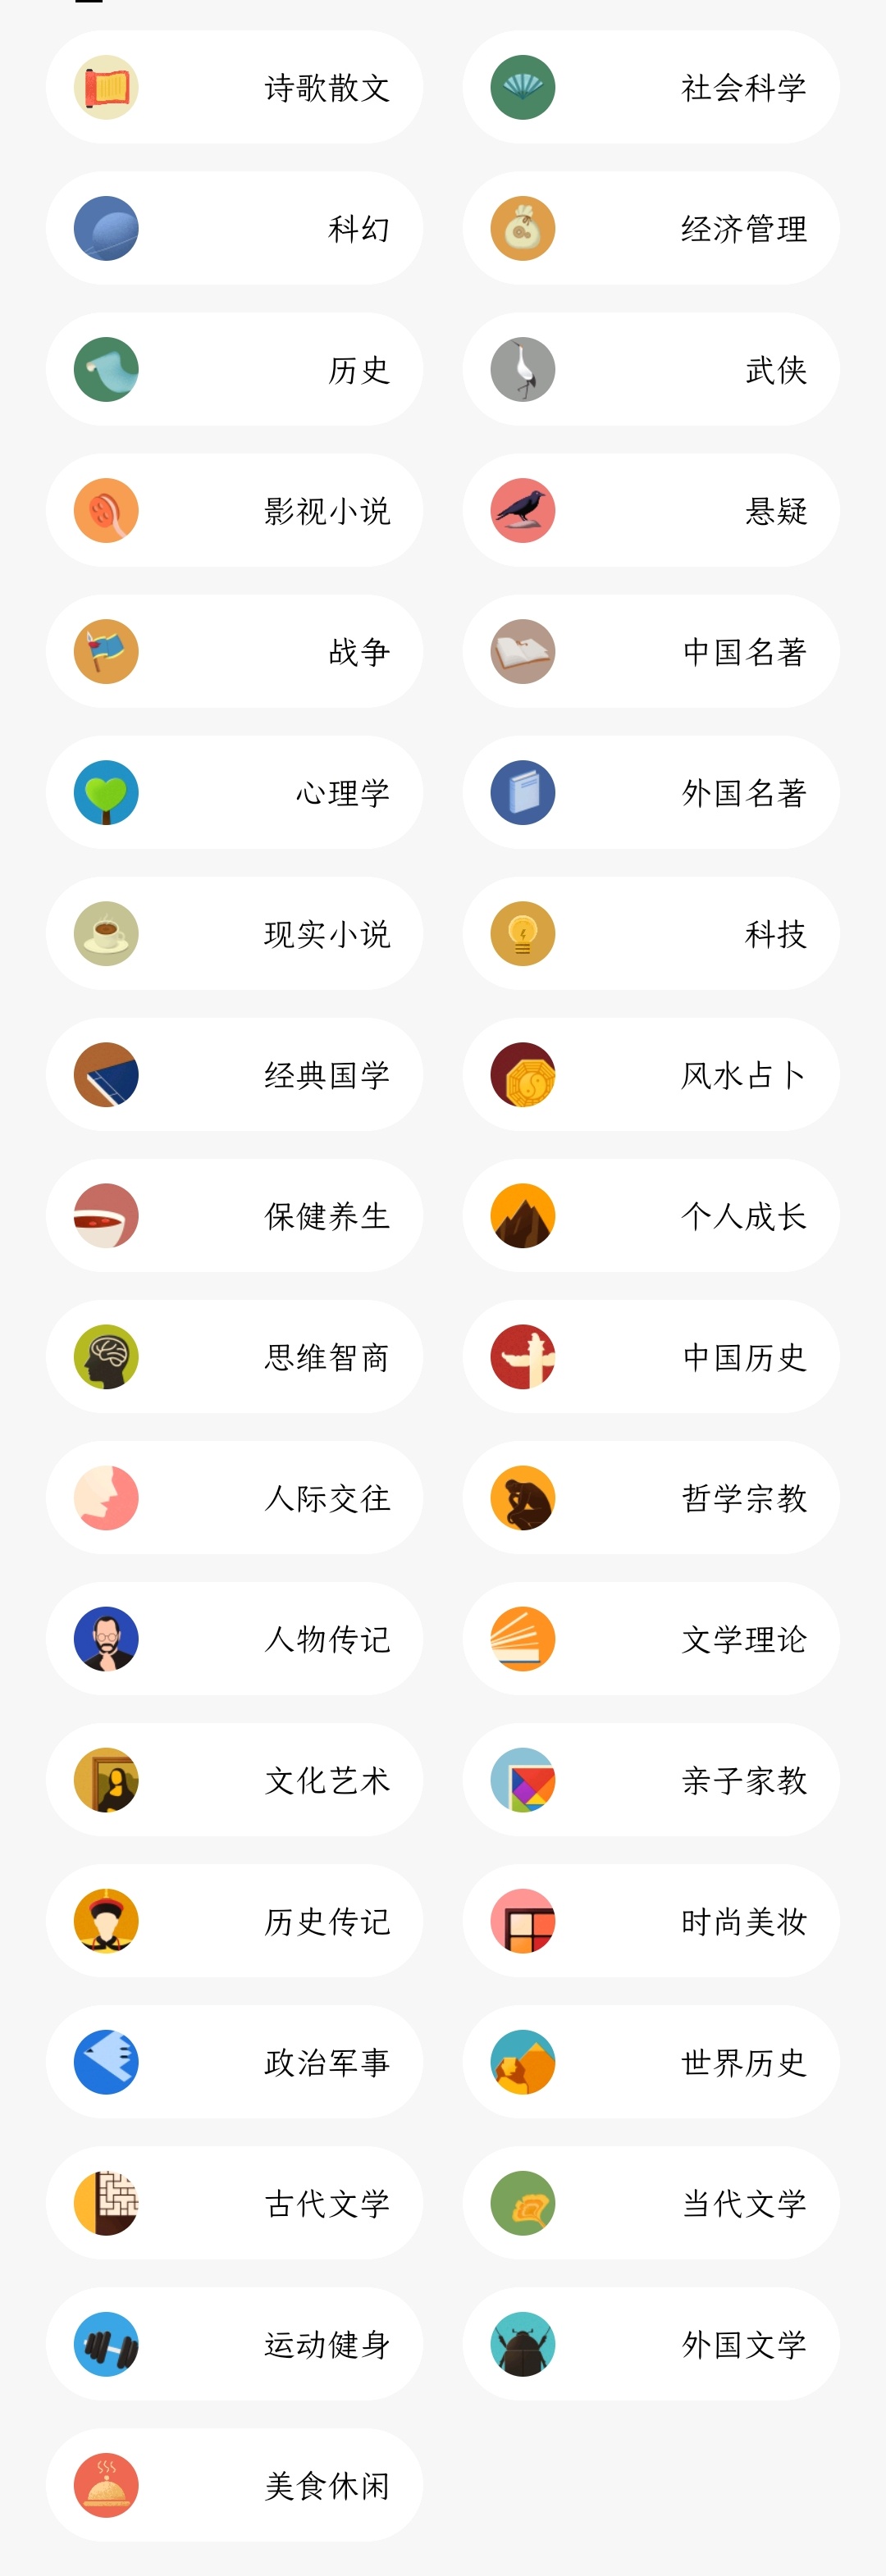 诗歌散文
社会科学
科幻
经济管理
历史
武侠
影视小说
悬疑
战争
中国名著
心理学
外国名著
现实小说
科技
经典国学
风水占卜
保健养生
个人成长
思维智商
中国历史
人际交往
哲学宗教
人物传记
文学理论
文化艺术
亲子家教
历史传记
时尚美妆
政治军事
世界历史
古代文学
当代文学
运动健身
外国文学
美食休闲